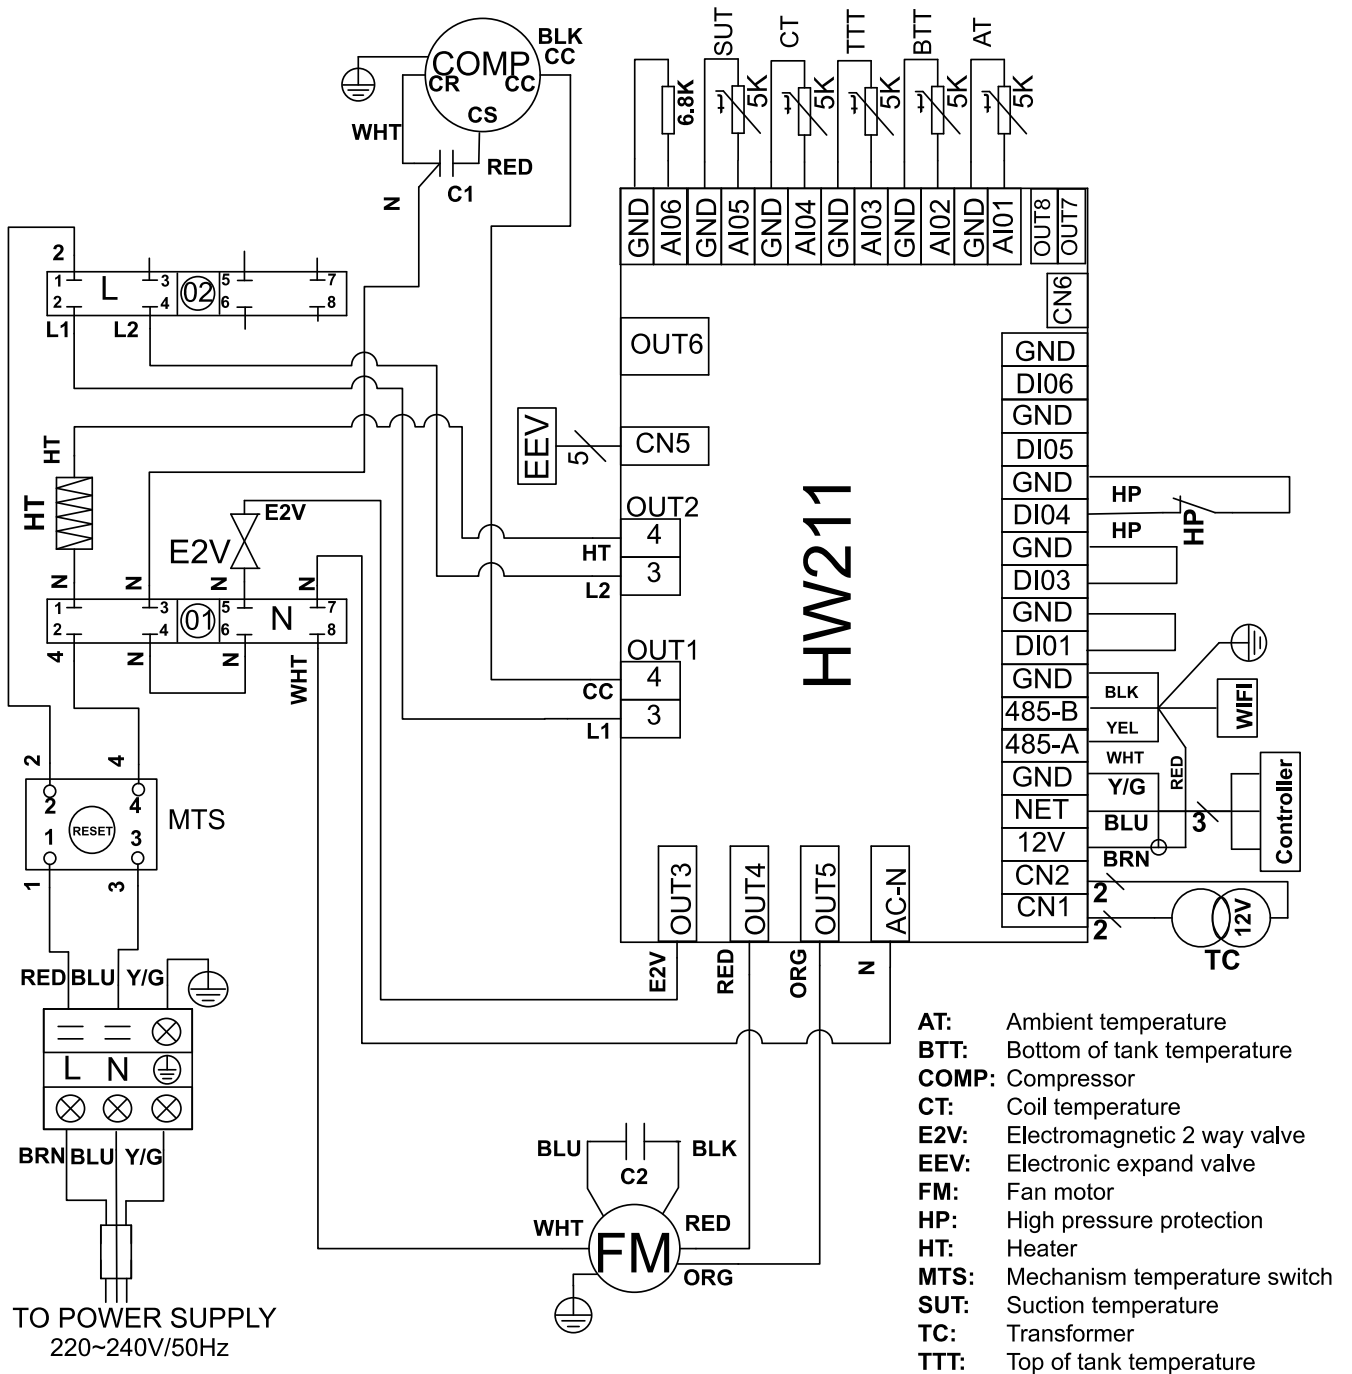 SUT
CT
TTT
BTT
AT
6.8K
5K
5K
5K
5K
5K
GND
AI06
GND
AI05
GND
AI04
GND
AI03
GND
AI02
GND
AI01
OUT8
OUT7
BLK
CC
COMP
CR
CC
CS
WHT
RED
C1
N
2
1
2
L
3
4
02
5
6
7
8
L1
L2
OUT6
CN6
EEV
5
CN5
OUT2
4
HT
3
L2
OUT1
4
CC
3
L1
HW211
GND
DI06
GND
DI05
GND
DI04
GND
DI03
GND
DI01
GND
485-B
485-A
GND
NET
12V
CN2
CN1
HP
HP
HP
BLK
YEL
WHT
Y/G
BLU
BRN
RED
3
2
2
WIFI
Controller
12V
TC
HT
HT
E2V
E2V
N
N
N
N
1
2
3
4
01
5
6
N
7
8
4
N
N
WHT
2
4
2
4
RESET
1
3
MTS
1
3
RED
BLU
Y/G
L
N
BRN
BLU
Y/G
TO POWER SUPPLY
220~240V/50Hz
OUT3
OUT4
OUT5
AC-N
E2V
RED
ORG
N
BLU
BLK
C2
WHT
RED
FM
ORG
AT: Ambient temperature
BTT: Bottom of tank temperature
COMP: Compressor
CT: Coil temperature
E2V: Electromagnetic 2 way valve
EEV: Electronic expand valve
FM: Fan motor
HP: High pressure protection
HT: Heater
MTS: Mechanism temperature switch
SUT: Suction temperature
TC: Transformer
TTT: Top of tank temperature